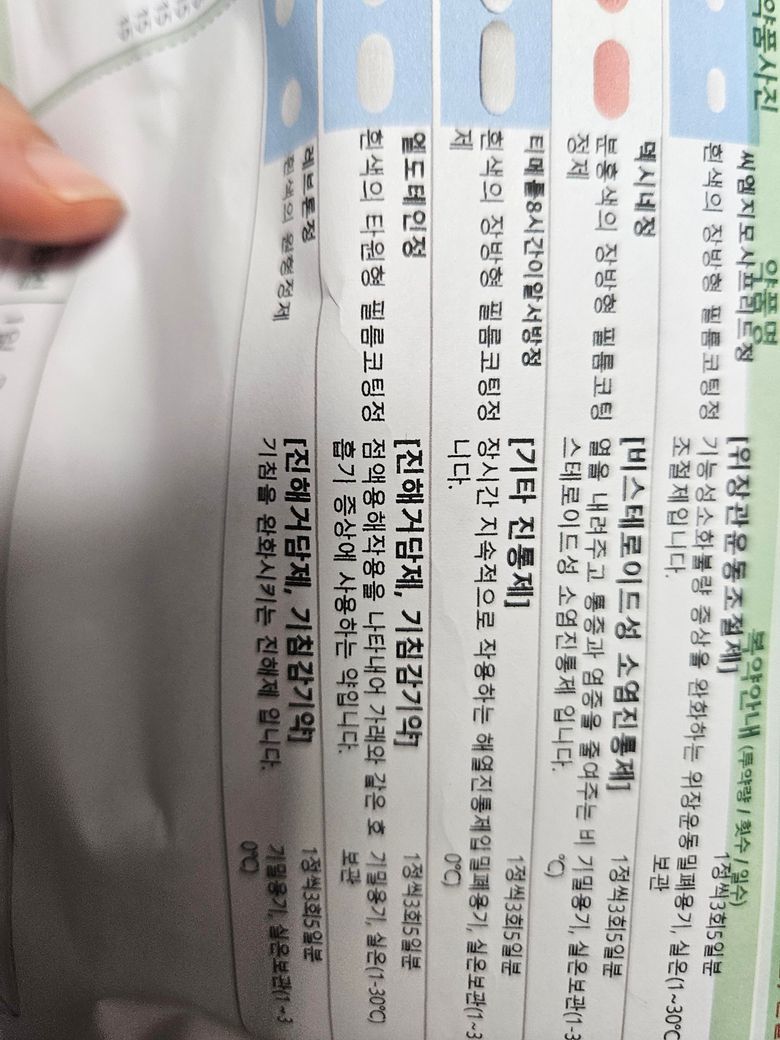 약품사진 약품명 복약안내 (투약량 / 횟수 / 일수)
씨엠지모사프리드정
흰색의 장방형 필름코팅정
[위장관운동조절제]
기능성소화불량 증상을 완화하는 위장운동
조절제입니다.
1정씩3회5일분
밀폐용기, 실온(1~30℃
보관
덱시네정
분홍색의 장방형 필름코팅
정제
[비스테로이드성 소염진통제]
열을 내려주고 통증과 염증을 줄여주는 비
스테로이드성 소염진통제 입니다.
1정씩3회5일분
기밀용기, 실온보관(1-3
℃)
티메롤8시간이알서방정
흰색의 장방형 필름코팅정
제
[기타 진통제]
장시간 지속적으로 작용하는 해열진통제입
니다.
1정씩3회5일분
밀폐용기, 실온보관(1~3
0℃)
엘도테인정
흰색의 타원형 필름코팅정
[진해거담제, 기침감기약]
점액용해작용을 나타내어 가래와 같은 호
흡기 증상에 사용하는 약입니다.
1정씩3회5일분
기밀용기, 실온(1-30℃)
보관
레브론정
흰색의 원형정제
[진해거담제, 기침감기약]
기침을 완화시키는 진해제 입니다.
1정씩3회5일분
기밀용기, 실온보관(1~3
0℃)